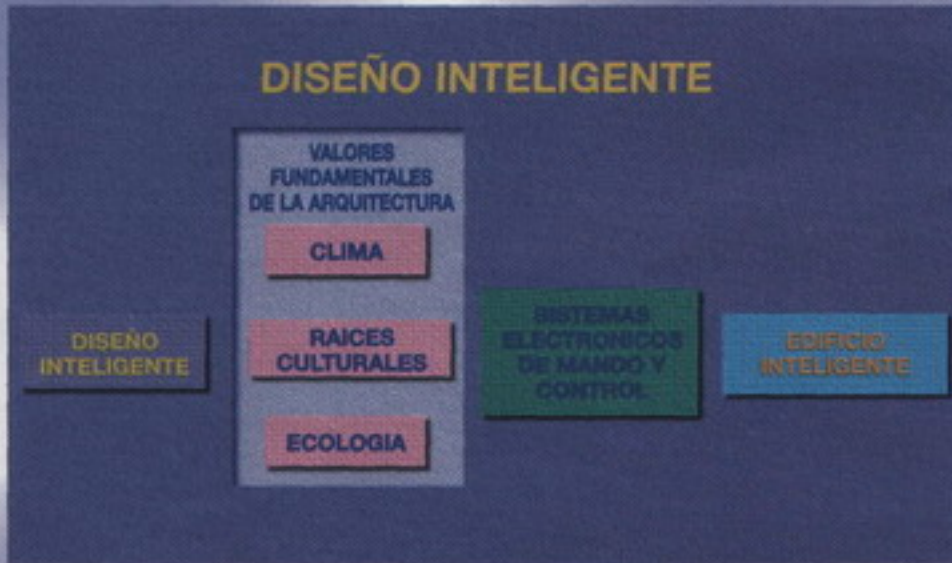 DISEÑO INTELIGENTE
VALORES
FUNDAMENTALES
DE LA ARQUITECTURA
CLIMA
DISEÑO
INTELIGENTE
RAICES
CULTURALES
ECOLOGIA
SISTEMAS
ELECTRONICOS
DE MANDO Y
CONTROL
EDIFICIO
INTELIGENTE